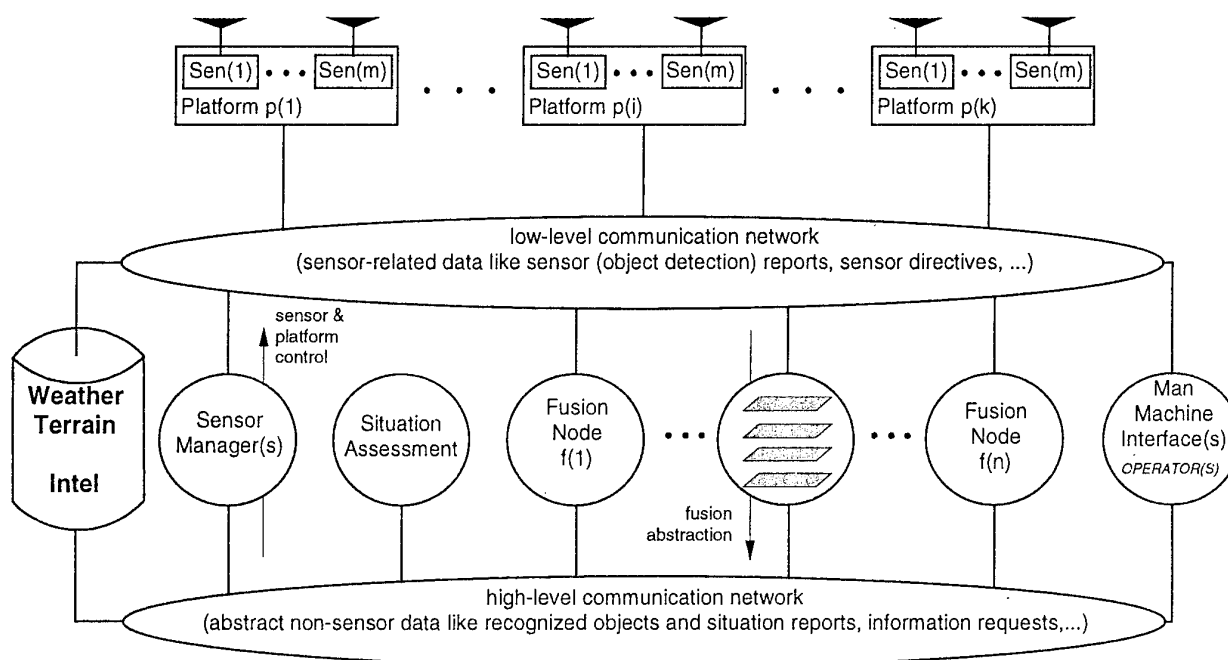 Sen(1) ••• Sen(m)
Platform p(1)
• • • •
Sen(1) ••• Sen(m)
Platform p(i)
• • • •
Sen(1) ••• Sen(m)
Platform p(k)
low-level communication network
(sensor-related data like sensor (object detection) reports, sensor directives, ...)
sensor &
platform
control
Weather
Terrain
Intel
Sensor
Manager(s)
Situation
Assessment
Fusion
Node
f(1)
•••
•••
Fusion
Node
f(n)
Man
Machine
Interface(s)
OPERATOR(S)
fusion
abstraction
high-level communication network
(abstract non-sensor data like recognized objects and situation reports, information requests,...)